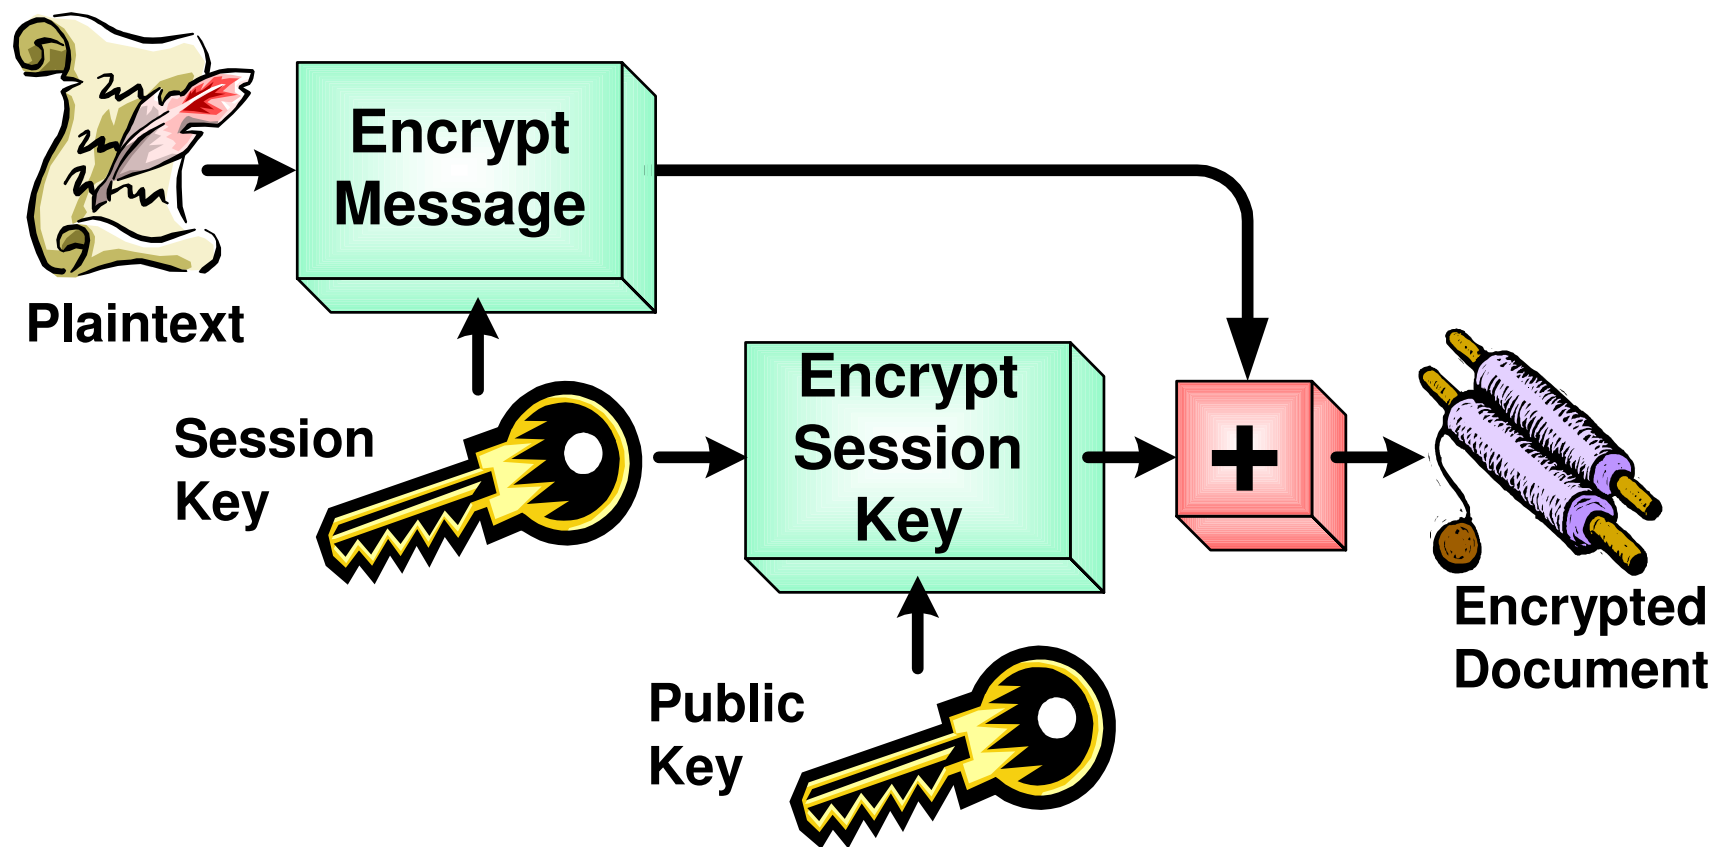 Encrypt
Message
Plaintext
Session
Key
Encrypt
Session
Key
+
Encrypted
Document
Public
Key